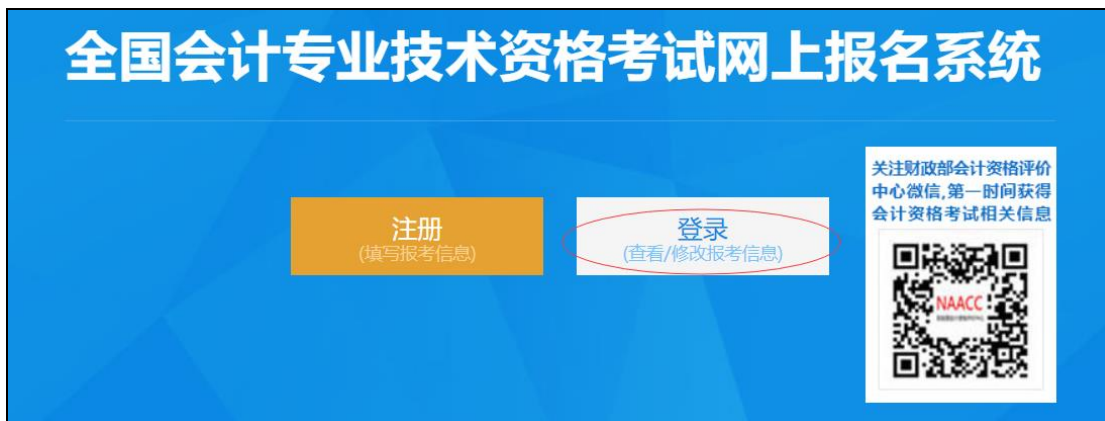 全国会计专业技术资格考试网上报名系统
关注财政部会计资格评价
中心微信,第一时间获得
会计资格考试相关信息
注册
(填写报考信息)
登录
(查看/修改报考信息)
NAACC